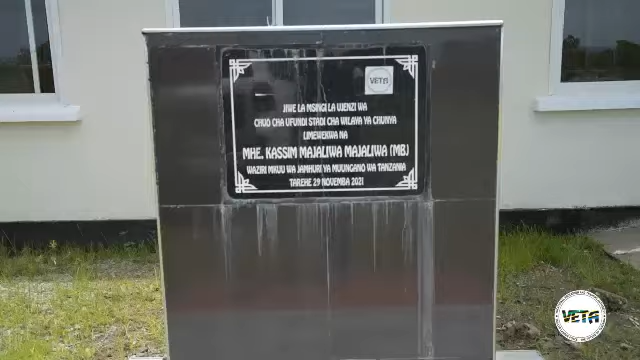 VETA
JIWE LA MSINGI LA UJENZI WA
CHUO CHA UFUNDI STADI CHA WILAYA YA CHUNYA
LIMEWEKWA NA
MHE. KASSIM MAJALIWA MAJALIWA (MB)
WAZIRI MKUU WA JAMHURI YA MUUNGANO WA TANZANIA
TAREHE 29 NOVEMBA 2021
VETA